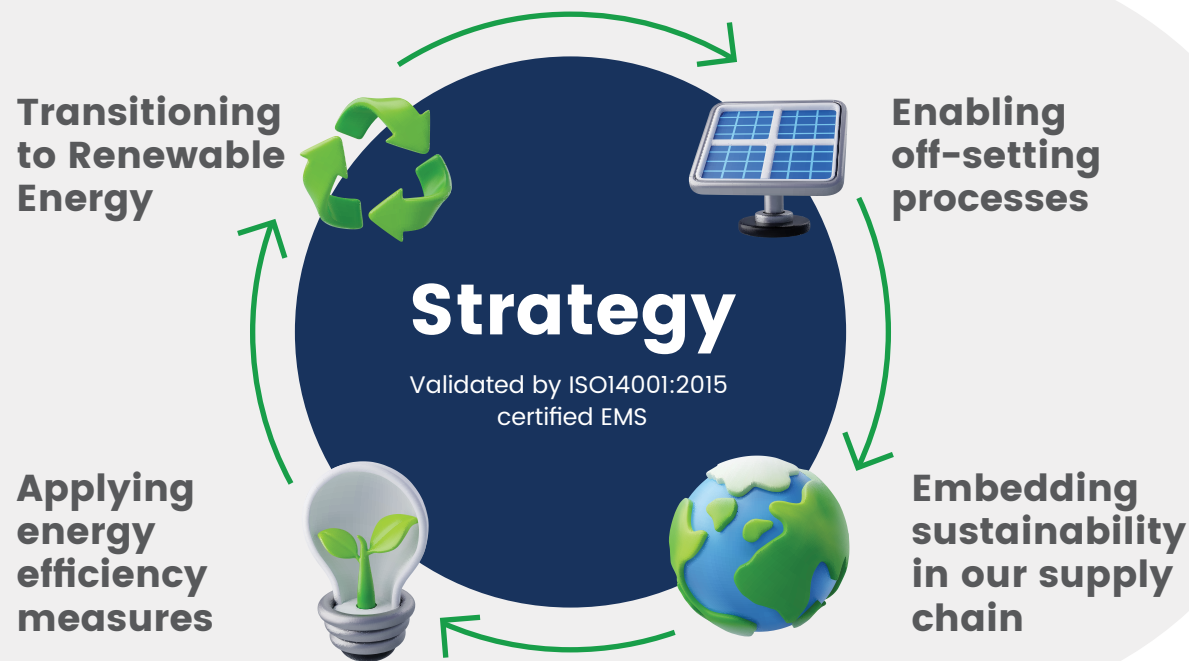 Transitioning
to Renewable
Energy
Enabling
off-setting
processes
Strategy
Validated by ISO14001:2015
certified EMS
Applying
energy
efficiency
measures
Embedding
sustainability
in our supply
chain